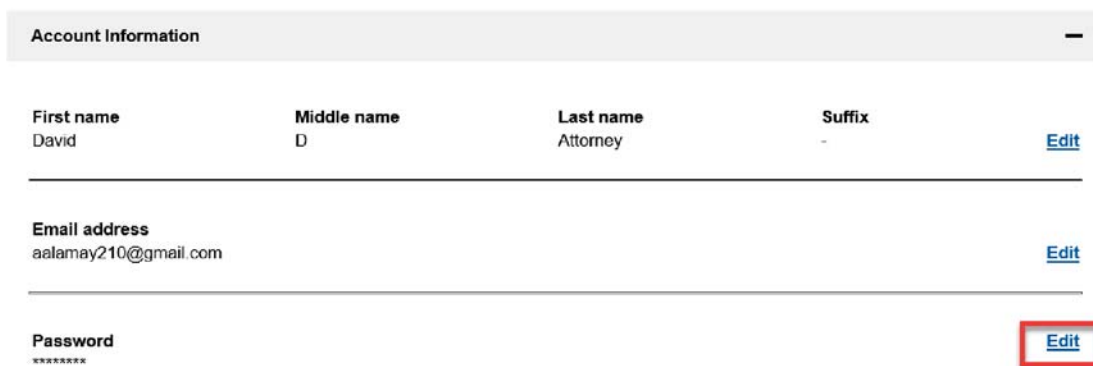 Account Information
First name Middle name Last name Suffix
David D Attorney - Edit
Email address
aalamay210@gmail.com Edit
Password Edit
********